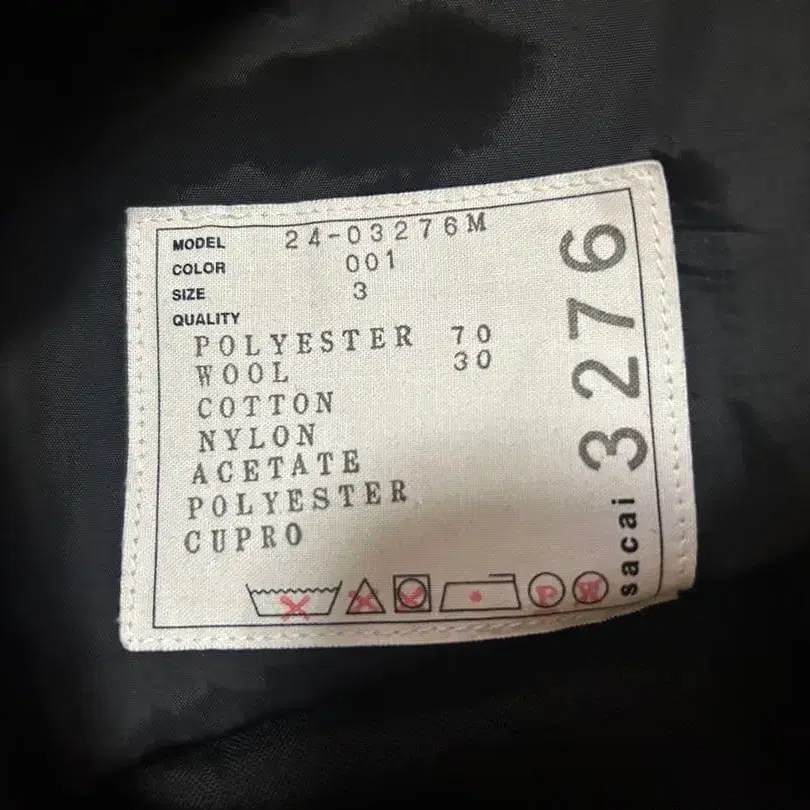 MODEL 24-03276M
COLOR 001
SIZE 3
QUALITY
POLYESTER 70
WOOL 30
COTTON
NYLON
ACETATE
POLYESTER
CUPRO
P W
sacai 3276